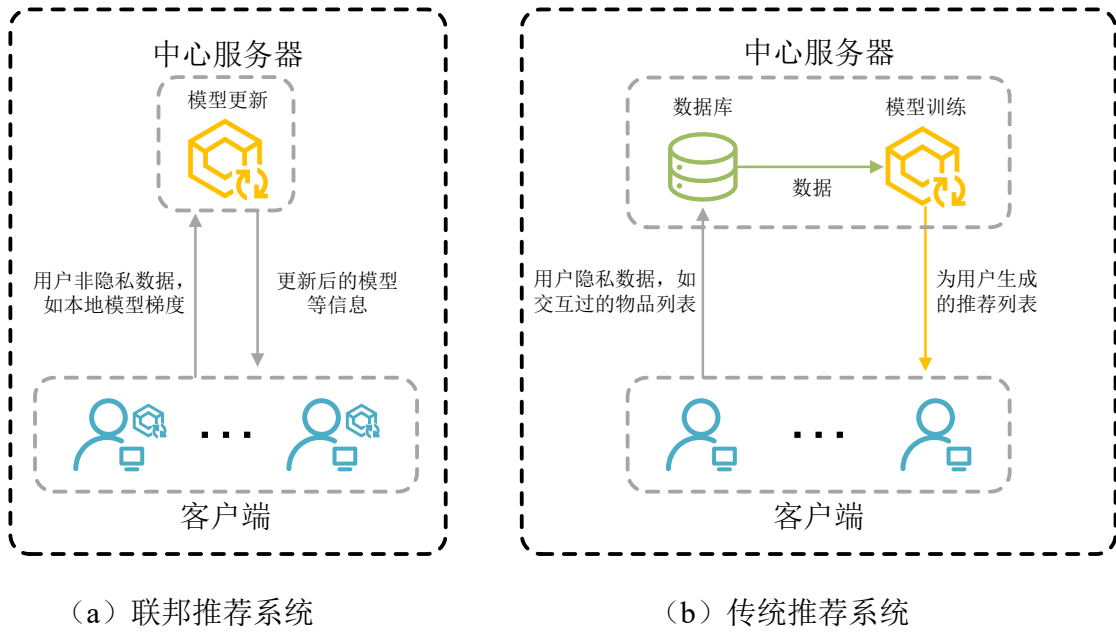 中心服务器
模型更新
用户非隐私数据，
如本地模型梯度
更新后的模型
等信息
...
客户端
（a）联邦推荐系统
中心服务器
数据库
模型训练
数据
用户隐私数据，如
交互过的物品列表
为用户生成
的推荐列表
...
客户端
（b）传统推荐系统